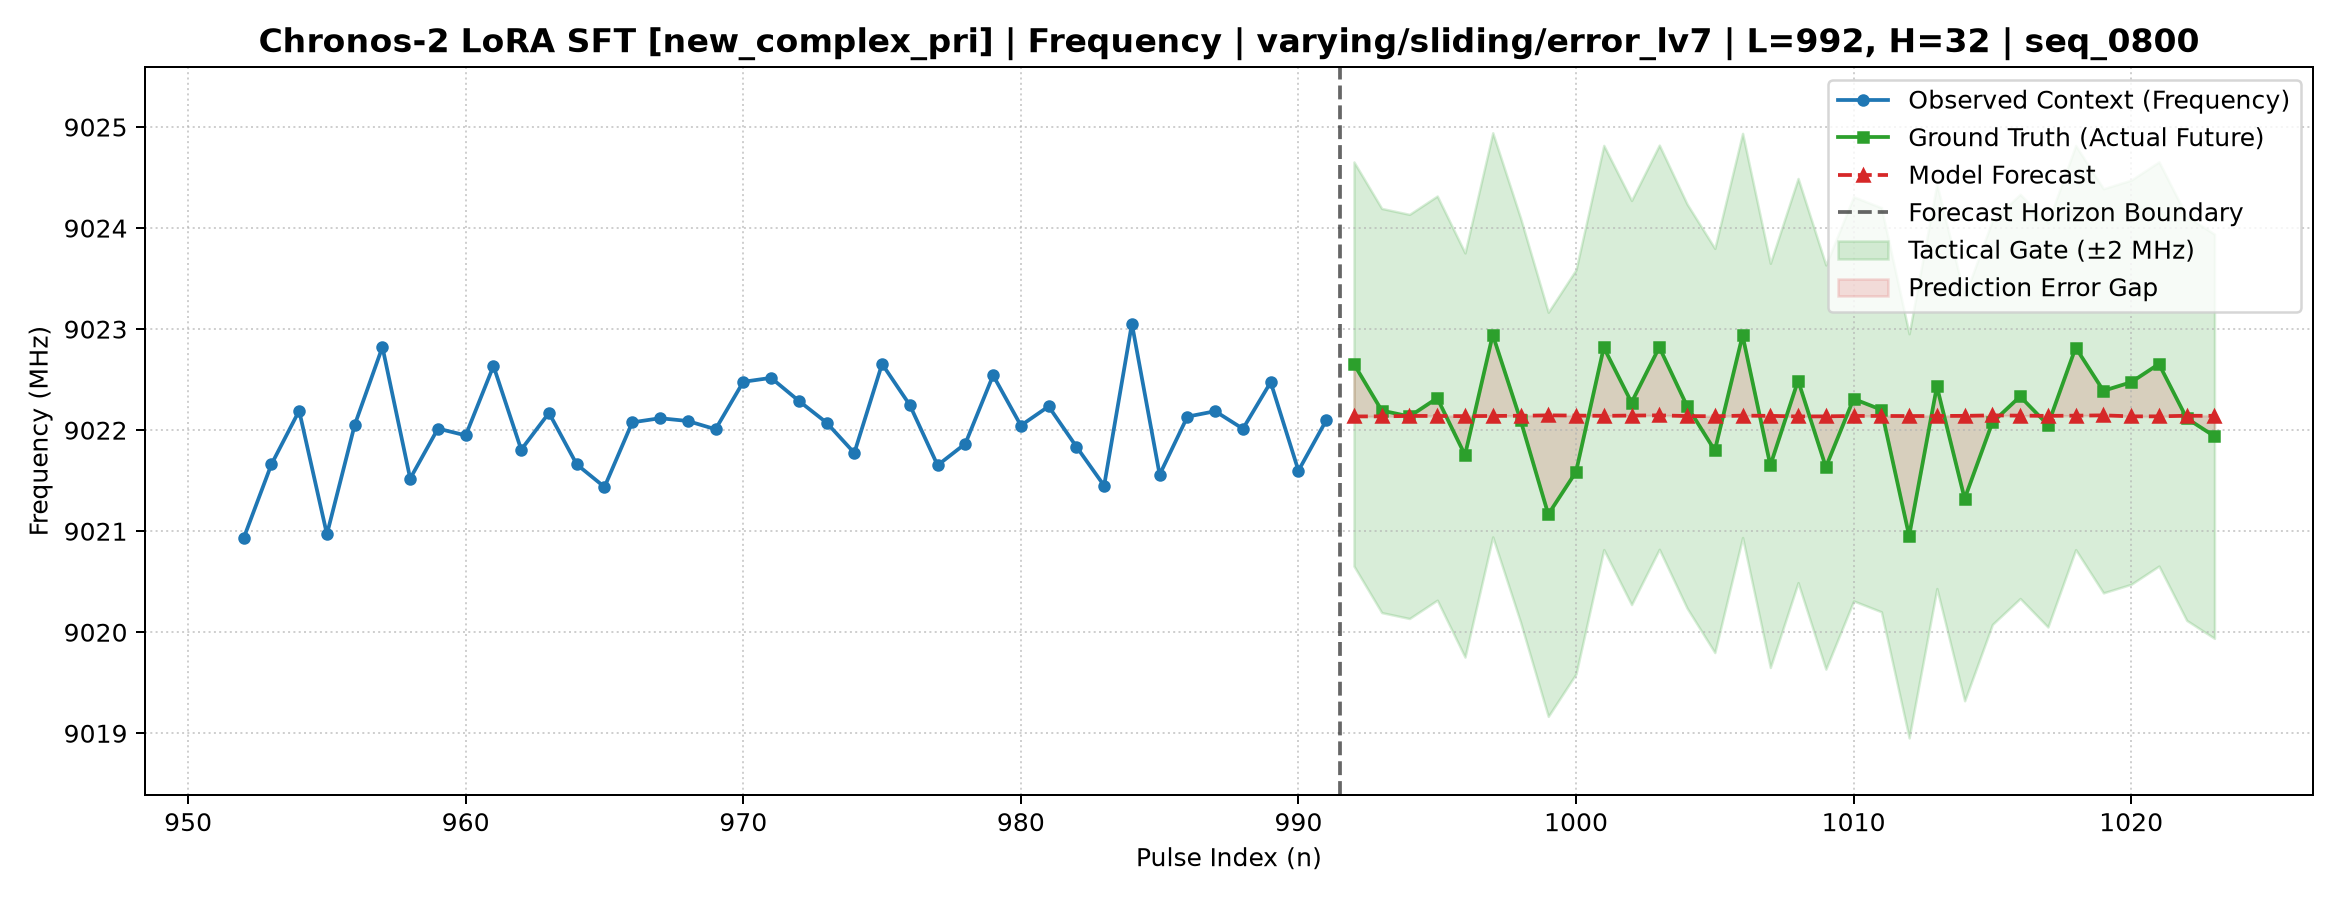 Chronos-2 LoRA SFT [new_complex_pri] | Frequency | varying/sliding/error_lv7 | L=992, H=32 | seq_0800
Observed Context (Frequency)
Ground Truth (Actual Future)
Model Forecast
Forecast Horizon Boundary
Tactical Gate (±2 MHz)
Prediction Error Gap
Frequency (MHz)
9025
9024
9023
9022
9021
9020
9019
950 960 970 980 990 1000 1010 1020
Pulse Index (n)